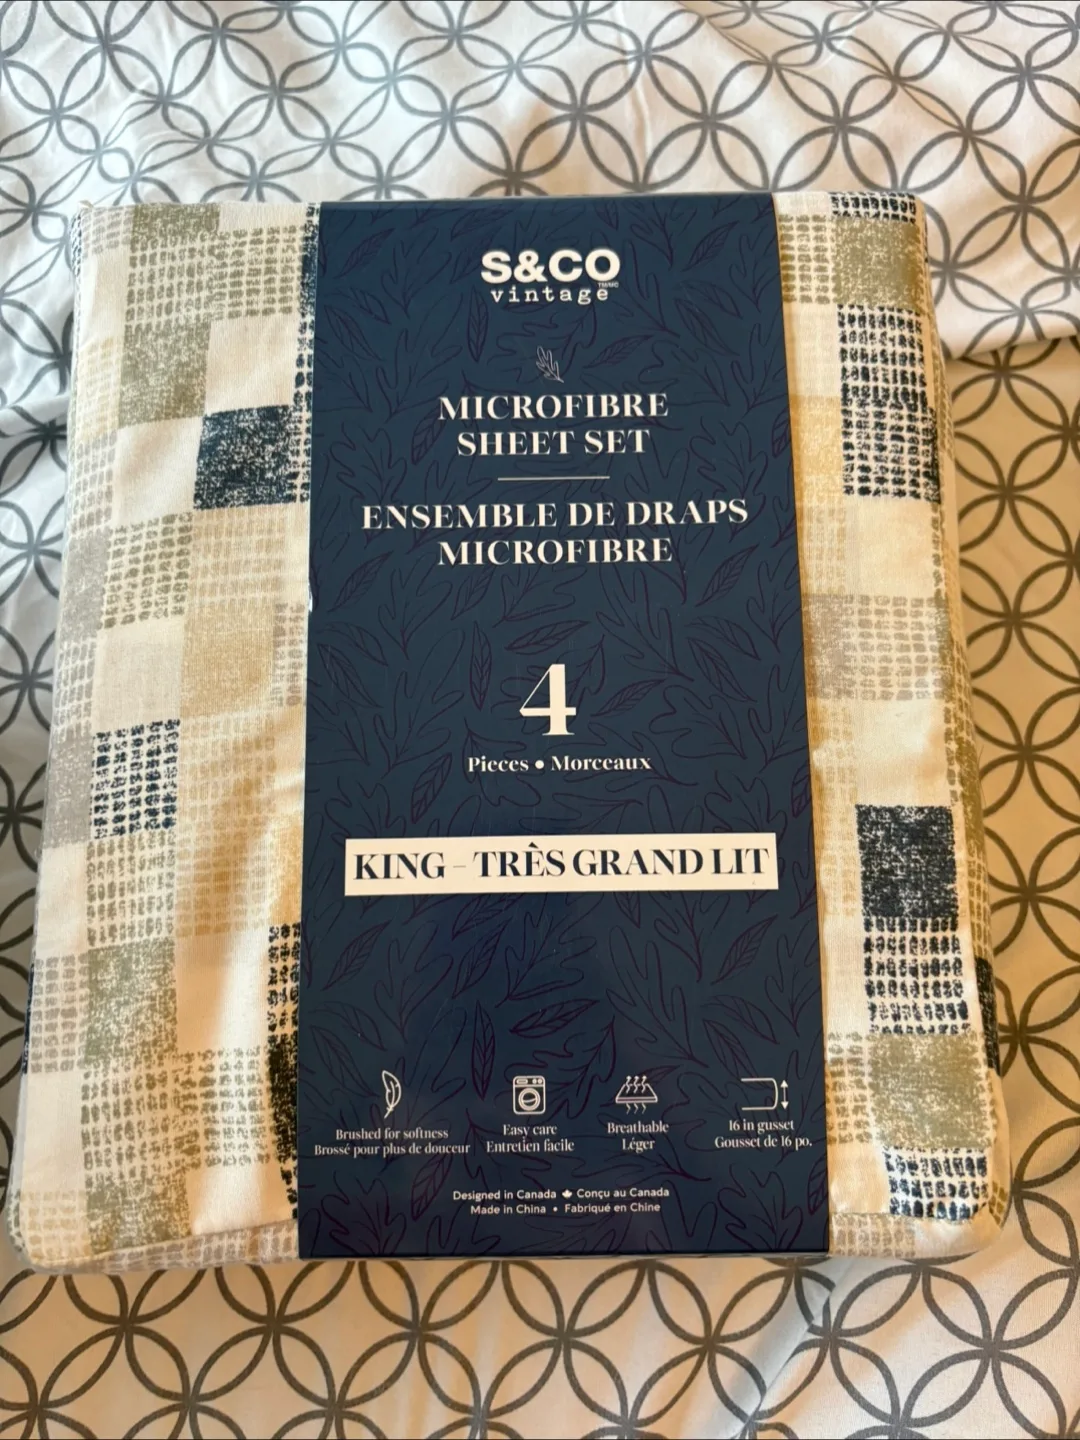 S&CO
vintage TM/MC
MICROFIBRE
SHEET SET
ENSEMBLE DE DRAPS
MICROFIBRE
4
Pieces • Morceaux
KING – TRÈS GRAND LIT
Brushed for softness
Brossé pour plus de douceur
Easy care
Entretien facile
Breathable
Léger
16 in gusset
Gousset de 16 po.
Designed in Canada Conçu au Canada
Made in China • Fabriqué en Chine